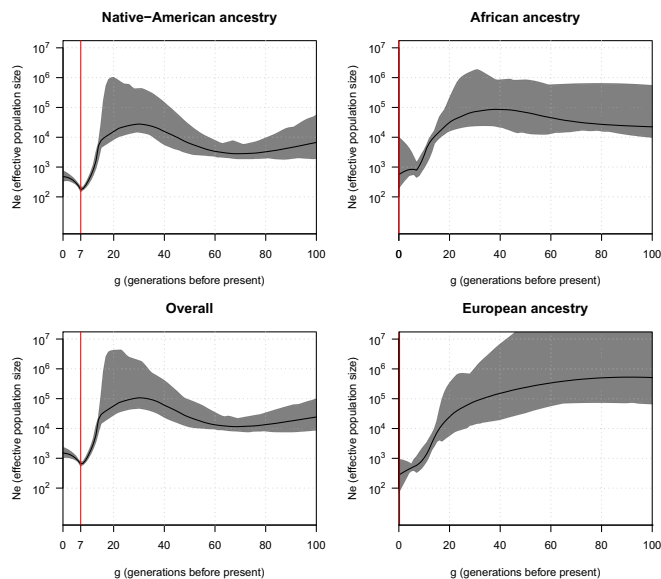 Native−American ancestry
Ne (effective population size)
10^7
10^6
10^5
10^4
10^3
10^2
0 7 20 40 60 80 100
g (generations before present)
African ancestry
Ne (effective population size)
10^7
10^6
10^5
10^4
10^3
10^2
0 20 40 60 80 100
g (generations before present)
Overall
Ne (effective population size)
10^7
10^6
10^5
10^4
10^3
10^2
0 7 20 40 60 80 100
g (generations before present)
European ancestry
Ne (effective population size)
10^7
10^6
10^5
10^4
10^3
10^2
0 20 40 60 80 100
g (generations before present)